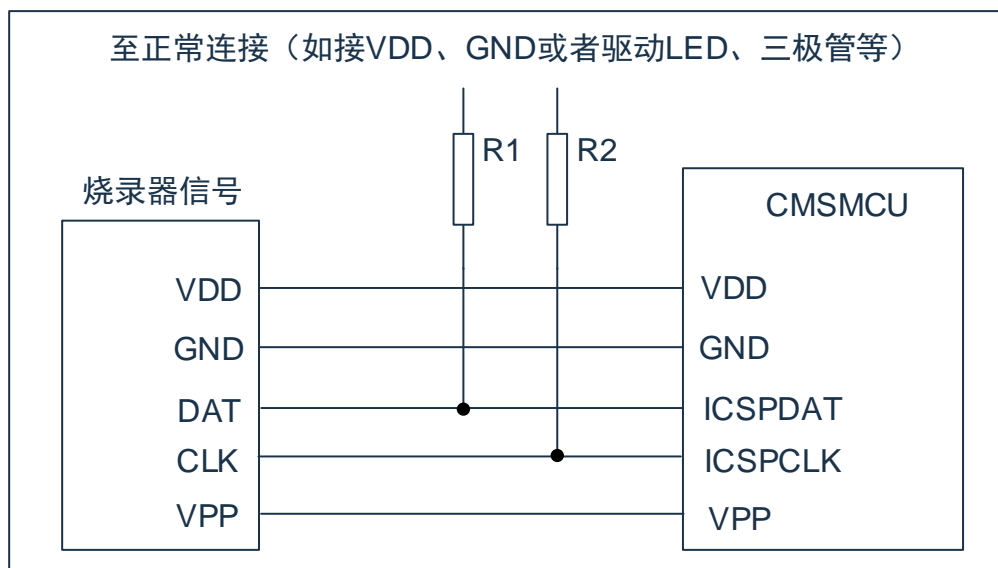 至正常连接（如接VDD、GND或者驱动LED、三极管等）
R1
R2
烧录器信号
CMSMCU
VDD
VDD
GND
GND
DAT
ICSPDAT
CLK
ICSPCLK
VPP
VPP